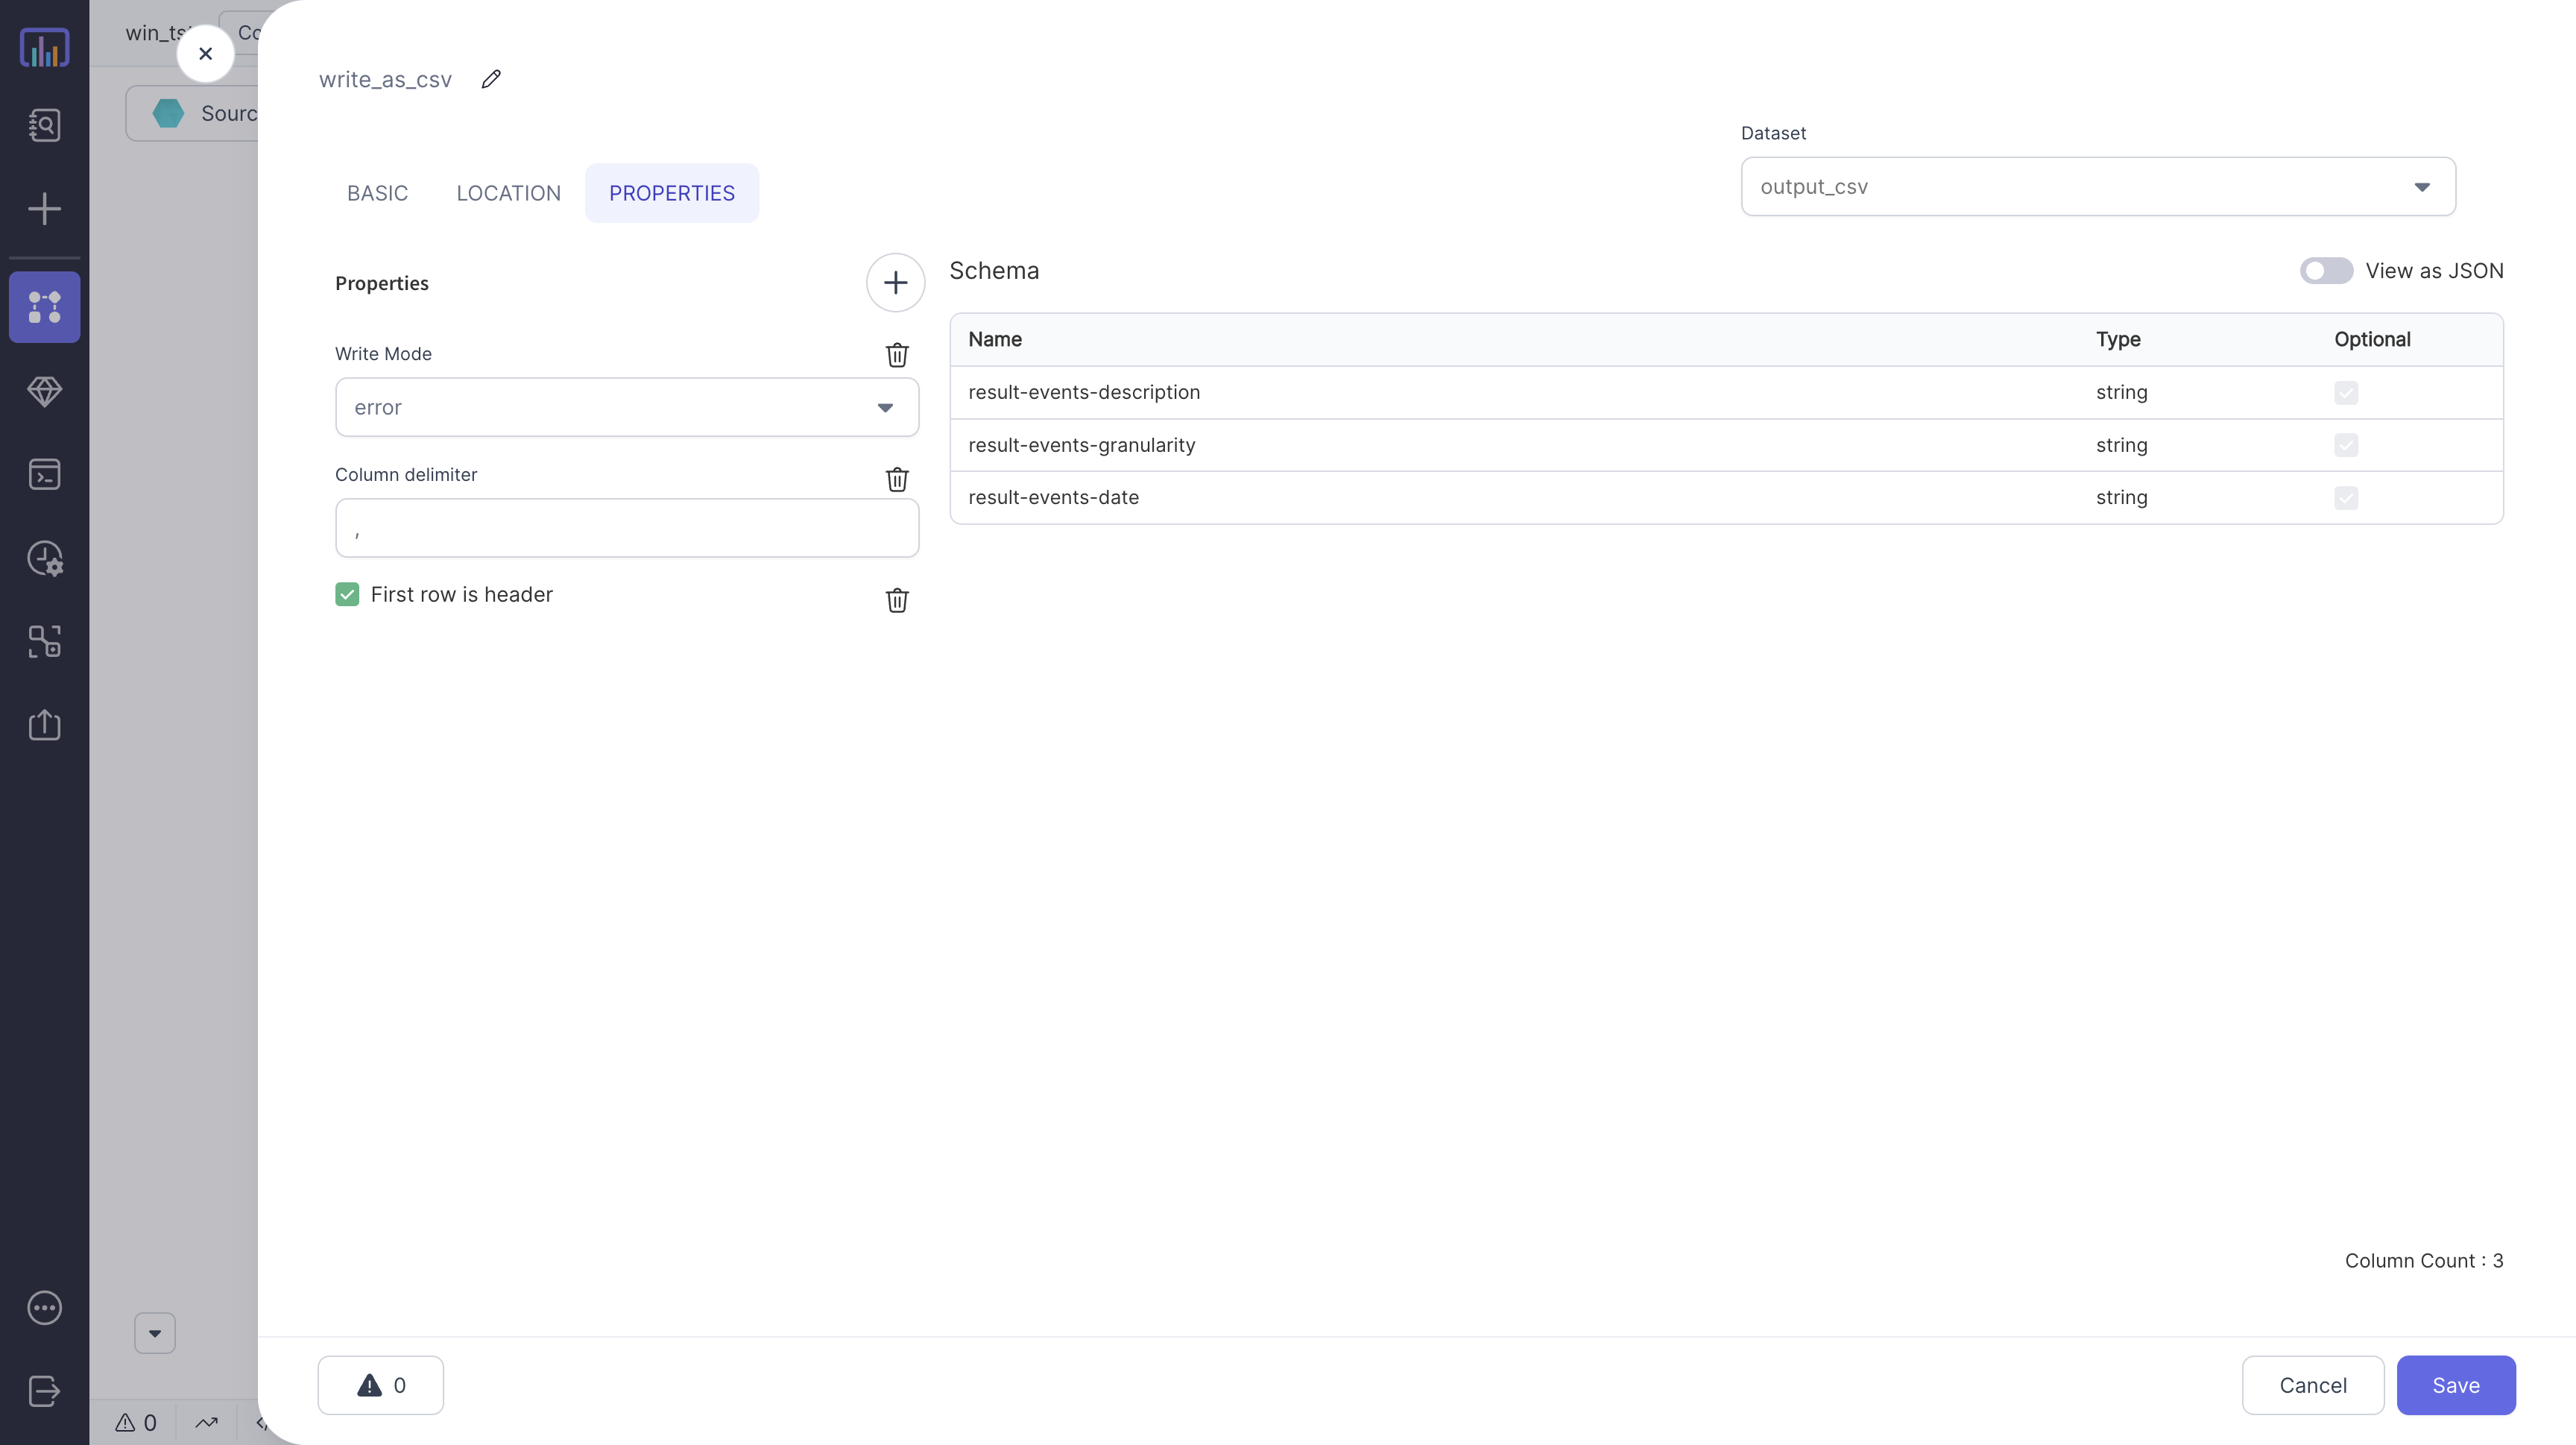 win_ts
Co
Sourc
write_as_csv
Dataset
output_csv
BASIC
LOCATION
PROPERTIES
Properties
Schema
View as JSON
Write Mode
error
Column delimiter
,
First row is header
Name Type Optional
result-events-description string
result-events-granularity string
result-events-date string
Column Count : 3
0
Cancel
Save
0